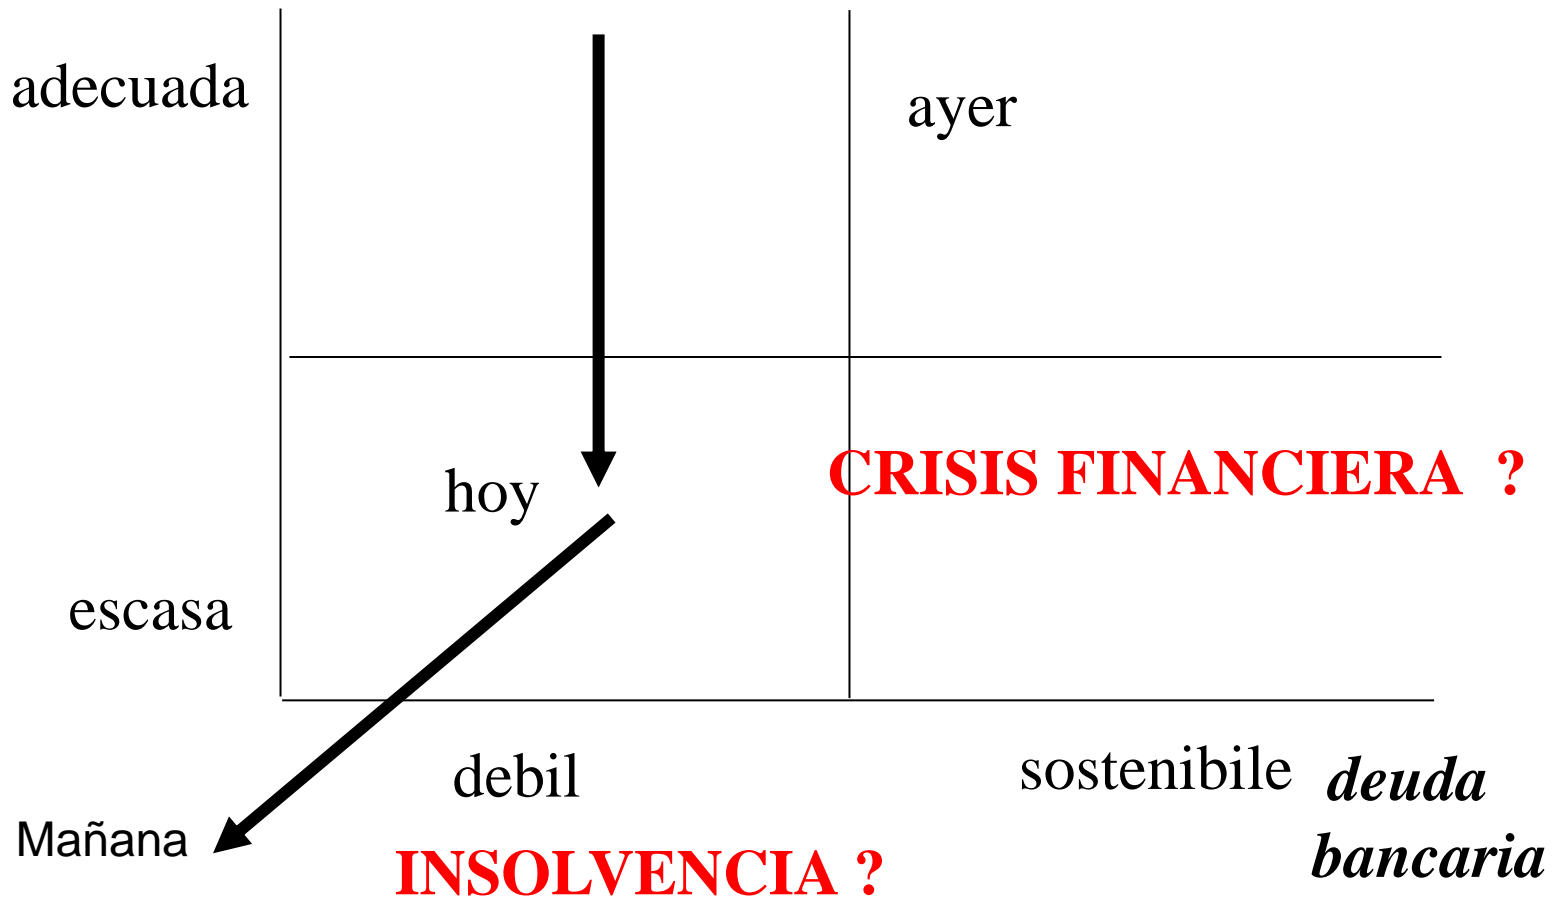 adecuada
ayer
CRISIS FINANCIERA ?
hoy
escasa
debil
sostenibile
deuda
bancaria
Mañana
INSOLVENCIA ?